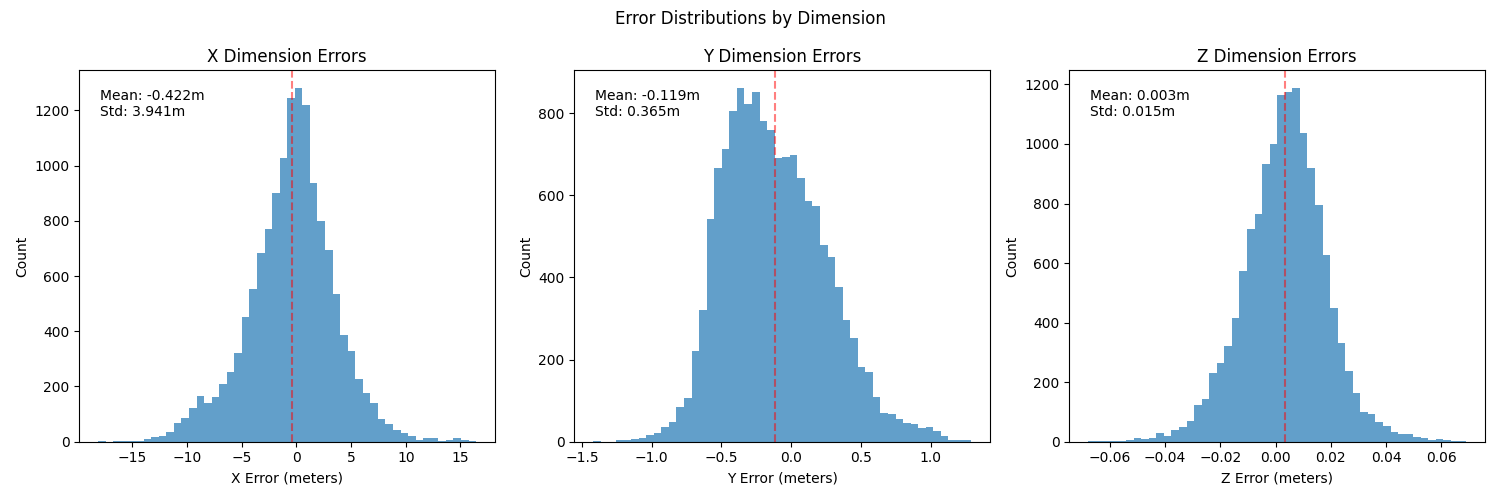 Error Distributions by Dimension
X Dimension Errors
Mean: -0.422m
Std: 3.941m
1200
1000
800
600
400
200
0
Count
−15
−10
−5
0
5
10
15
X Error (meters)
Y Dimension Errors
Mean: -0.119m
Std: 0.365m
800
600
400
200
0
Count
−1.5
−1.0
−0.5
0.0
0.5
1.0
Y Error (meters)
Z Dimension Errors
Mean: 0.003m
Std: 0.015m
1200
1000
800
600
400
200
0
Count
−0.06
−0.04
−0.02
0.00
0.02
0.04
0.06
Z Error (meters)